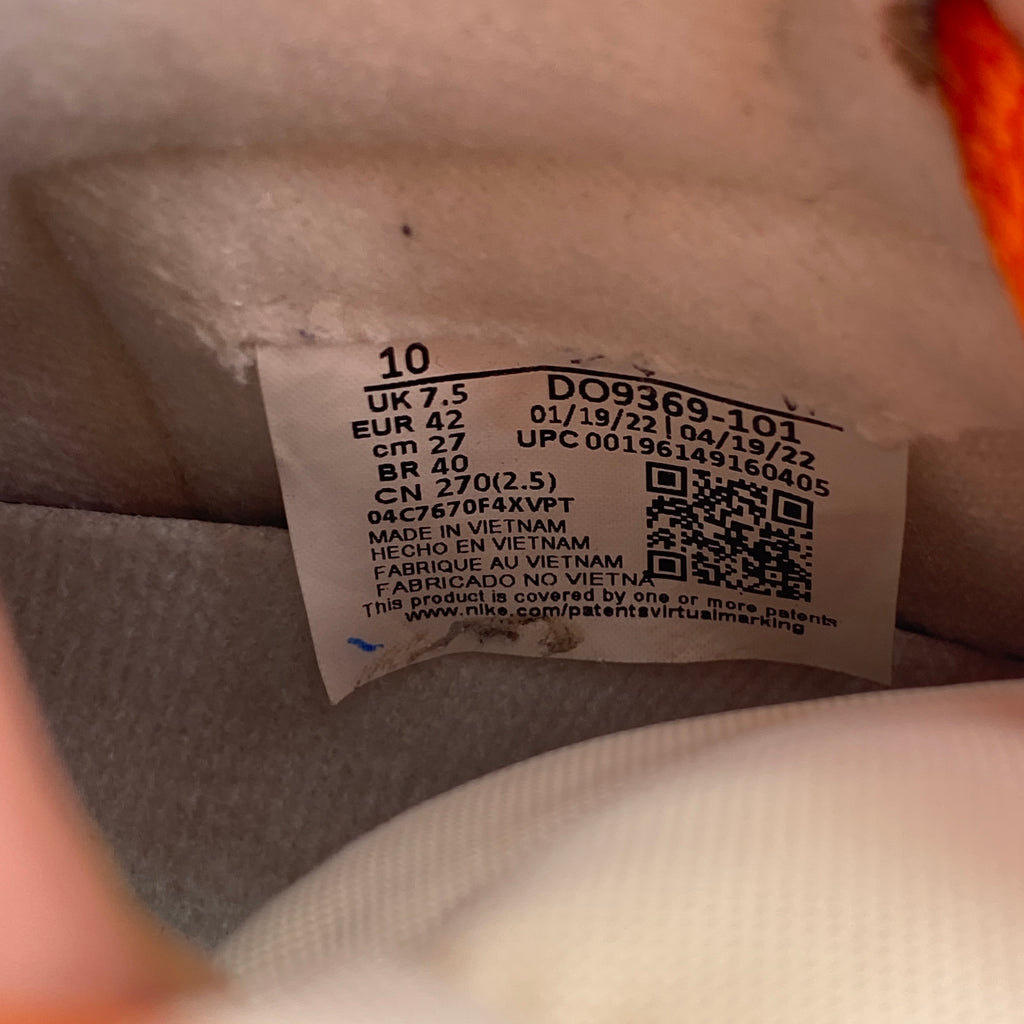 10
UK 7.5
EUR 42
cm 27
BR 40
CN 270(2.5)
DO9369-101
01/19/22 | 04/19/22
UPC 00196149160405
04C7670F4XVPT
MADE IN VIETNAM
HECHO EN VIETNAM
FABRIQUE AU VIETNAM
FABRICADO NO VIETNA
This product is covered by one or more patents
www.nike.com/patentsvirtualmarking